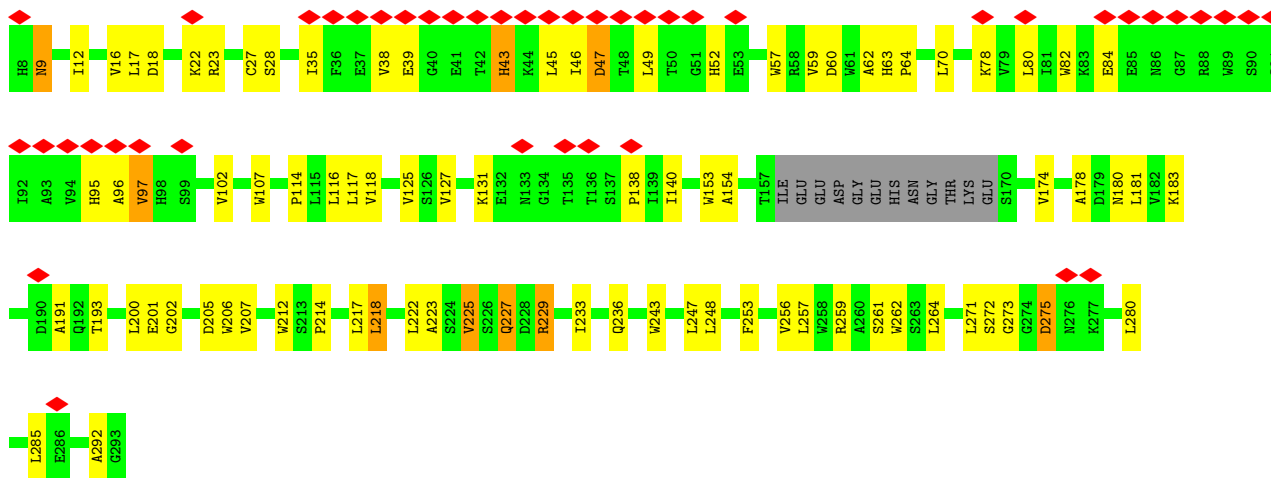 H8 N9 I12 V16 L17 D18 K22 R23 C27 S28 I35 F36 E37 V38 E39 G40 E41 T42 H43 K44 L45 I46 D47 T48 L49 T50 G51 H52 E53 W57 R58 V59 D60 W61 A62 H63 P64 L70 K78 V79 L80 I81 W82 K83 E84 E85 N86 G87 R88 W89 S90
I92 A93 V94 H95 A96 V97 H98 S99 V102 W107 P114 L115 L116 L117 V118 V125 S126 V127 K131 E132 N133 G134 T135 T136 S137 P138 I139 I140 W153 A154 T157 ILE GLU GLU ASP GLY GLU HIS ASN GLY THR LYS GLU S170 V174 A178 D179 N180 L181 V182 K183
D190 A191 Q192 T193 L200 E201 G202 D205 W206 V207 W212 S213 P214 L217 L218 L222 A223 S224 V225 S226 Q227 D228 R229 I233 Q236 W243 L247 L248 F253 V256 L257 W258 R259 A260 S261 W262 S263 L264 L271 S272 G273 G274 D275 N276 K277 L280
L285 E286 A292 G293